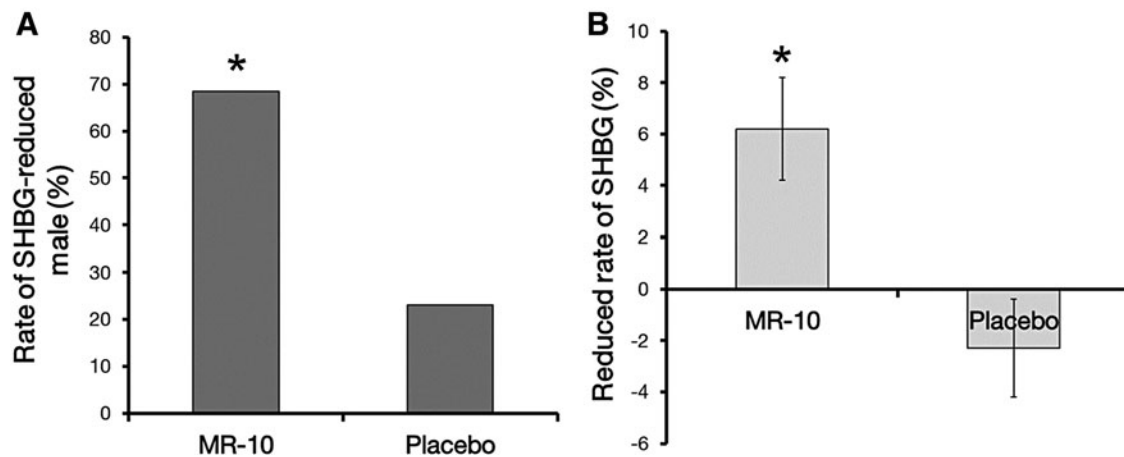 A
Rate of SHBG-reduced
male (%)
80
70
60
50
40
30
20
10
0
*
MR-10
Placebo
B
Reduced rate of SHBG (%)
10
8
6
4
2
0
-2
-4
-6
*
MR-10
Placebo